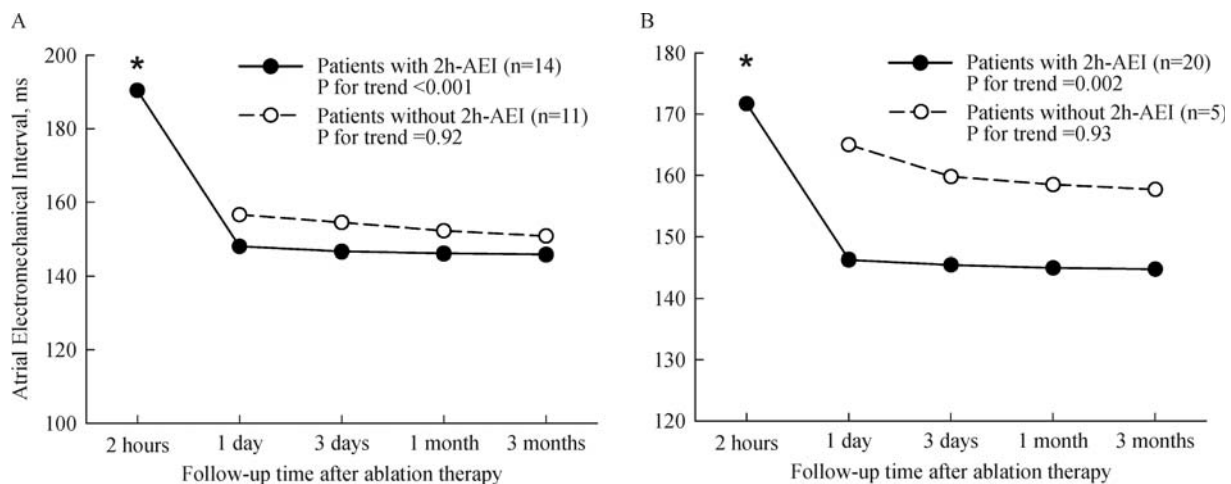 A
Atrial Electromechanical Interval, ms
200
180
160
140
120
100
*
Patients with 2h-AEI (n=14)
P for trend <0.001
Patients without 2h-AEI (n=11)
P for trend =0.92
2 hours 1 day 3 days 1 month 3 months
Follow-up time after ablation therapy
B
180
170
160
150
140
130
120
*
Patients with 2h-AEI (n=20)
P for trend =0.002
Patients without 2h-AEI (n=5)
P for trend =0.93
2 hours 1 day 3 days 1 month 3 months
Follow-up time after ablation therapy